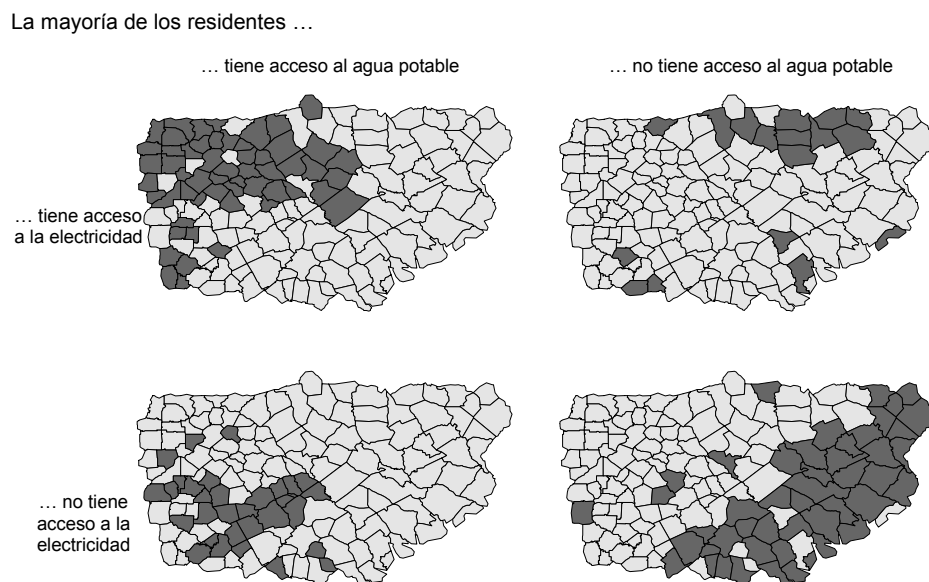 La mayoría de los residentes …
… tiene acceso al agua potable
… no tiene acceso al agua potable
… tiene acceso
a la electricidad
… no tiene
acceso a la
electricidad